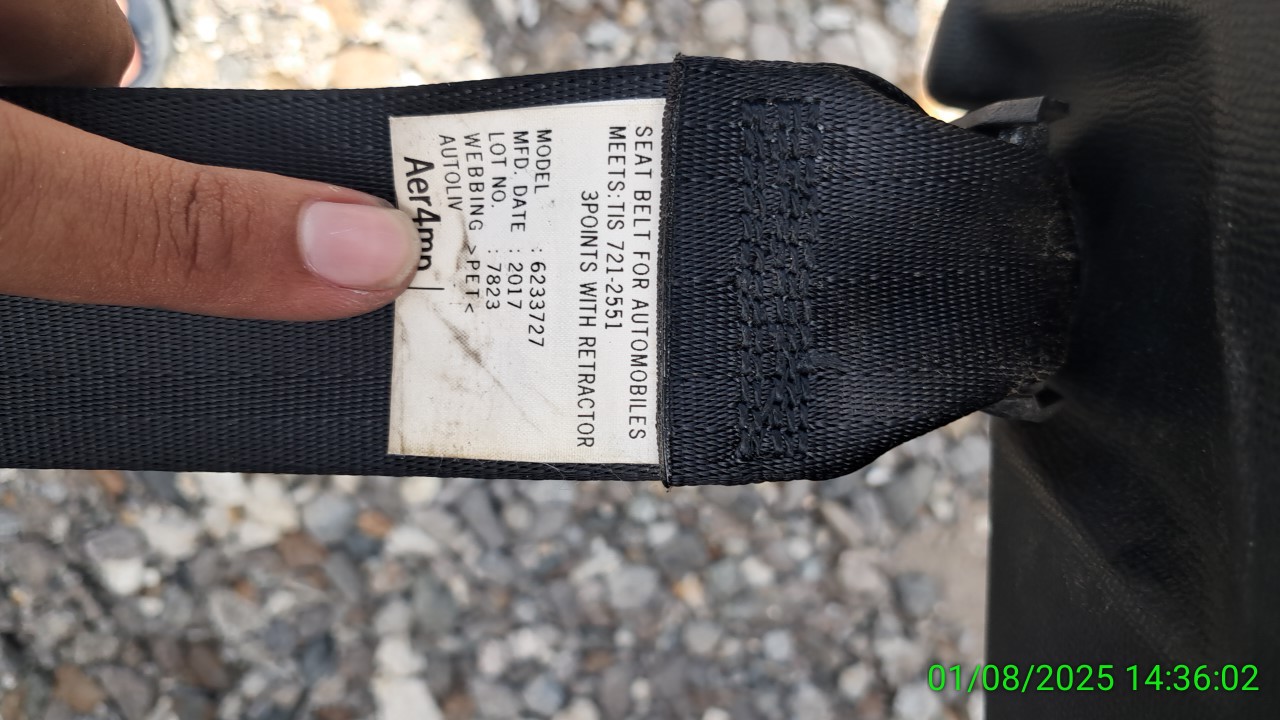 SEAT BELT FOR AUTOMOBILES
MEETS:TIS 721-2551
3POINTS WITH RETRACTOR
MODEL : 6233727
MFD. DATE : 2017
LOT NO. : 7823
WEBBING >PET<
AUTOLIV
01/08/2025 14:36:02